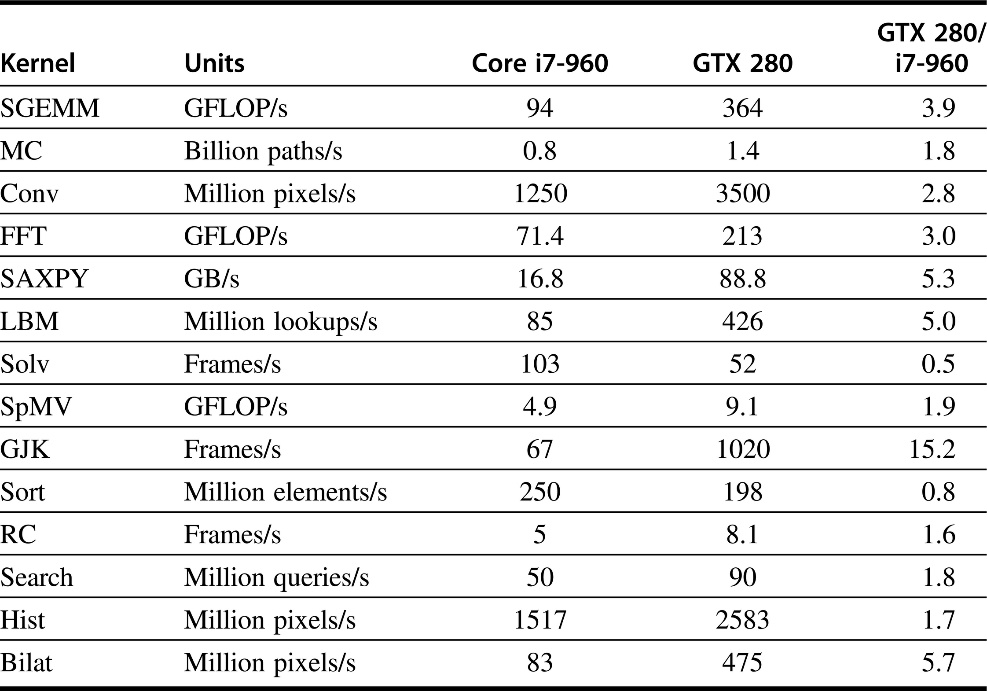 Kernel Units Core i7-960 GTX 280 GTX 280/
i7-960
SGEMM GFLOP/s 94 364 3.9
MC Billion paths/s 0.8 1.4 1.8
Conv Million pixels/s 1250 3500 2.8
FFT GFLOP/s 71.4 213 3.0
SAXPY GB/s 16.8 88.8 5.3
LBM Million lookups/s 85 426 5.0
Solv Frames/s 103 52 0.5
SpMV GFLOP/s 4.9 9.1 1.9
GJK Frames/s 67 1020 15.2
Sort Million elements/s 250 198 0.8
RC Frames/s 5 8.1 1.6
Search Million queries/s 50 90 1.8
Hist Million pixels/s 1517 2583 1.7
Bilat Million pixels/s 83 475 5.7